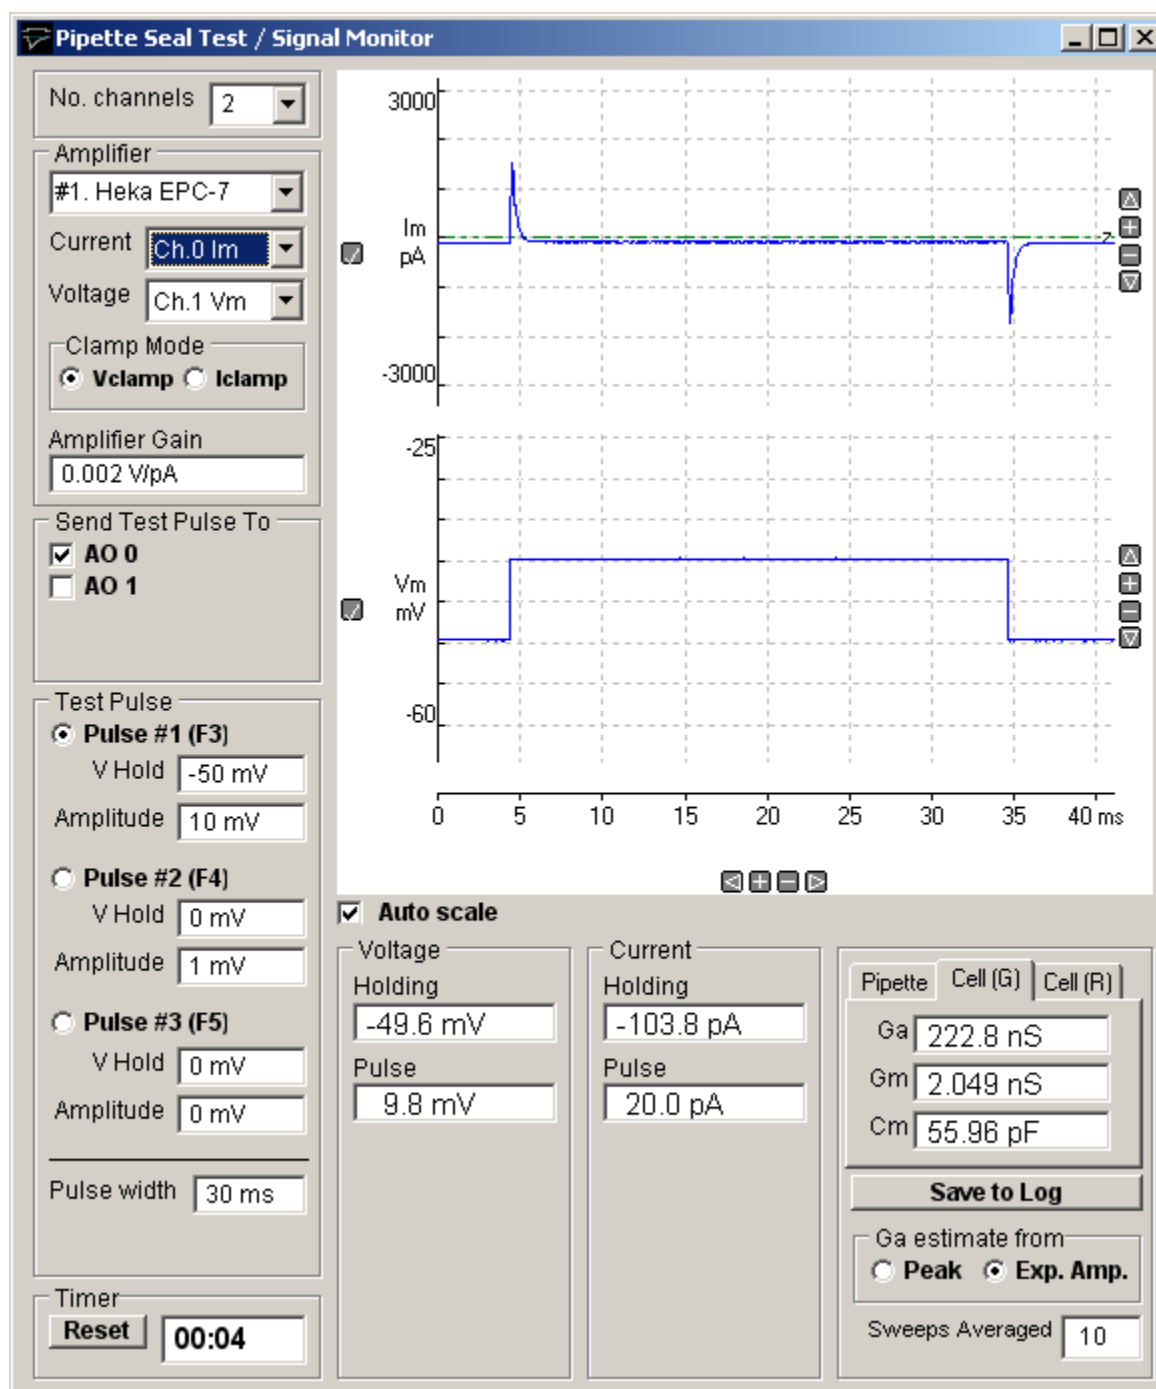 Pipette Seal Test / Signal Monitor
No. channels 2
Amplifier
#1. Heka EPC-7
Current Ch.0 Im
Voltage Ch.1 Vm
Clamp Mode
Vclamp Iclamp
Amplifier Gain
0.002 V/pA
Send Test Pulse To
AO 0
AO 1
Test Pulse
Pulse #1 (F3)
V Hold -50 mV
Amplitude 10 mV
Pulse #2 (F4)
V Hold 0 mV
Amplitude 1 mV
Pulse #3 (F5)
V Hold 0 mV
Amplitude 0 mV
Pulse width 30 ms
Timer
Reset 00:04
3000
Im
pA
-z
-3000
-25
Vm
mV
-60
0 5 10 15 20 25 30 35 40 ms
Auto scale
Voltage
Holding
-49.6 mV
Pulse
9.8 mV
Current
Holding
-103.8 pA
Pulse
20.0 pA
Pipette Cell (G) Cell (R)
Ga 222.8 nS
Gm 2.049 nS
Cm 55.96 pF
Save to Log
Ga estimate from
Peak Exp. Amp.
Sweeps Averaged 10